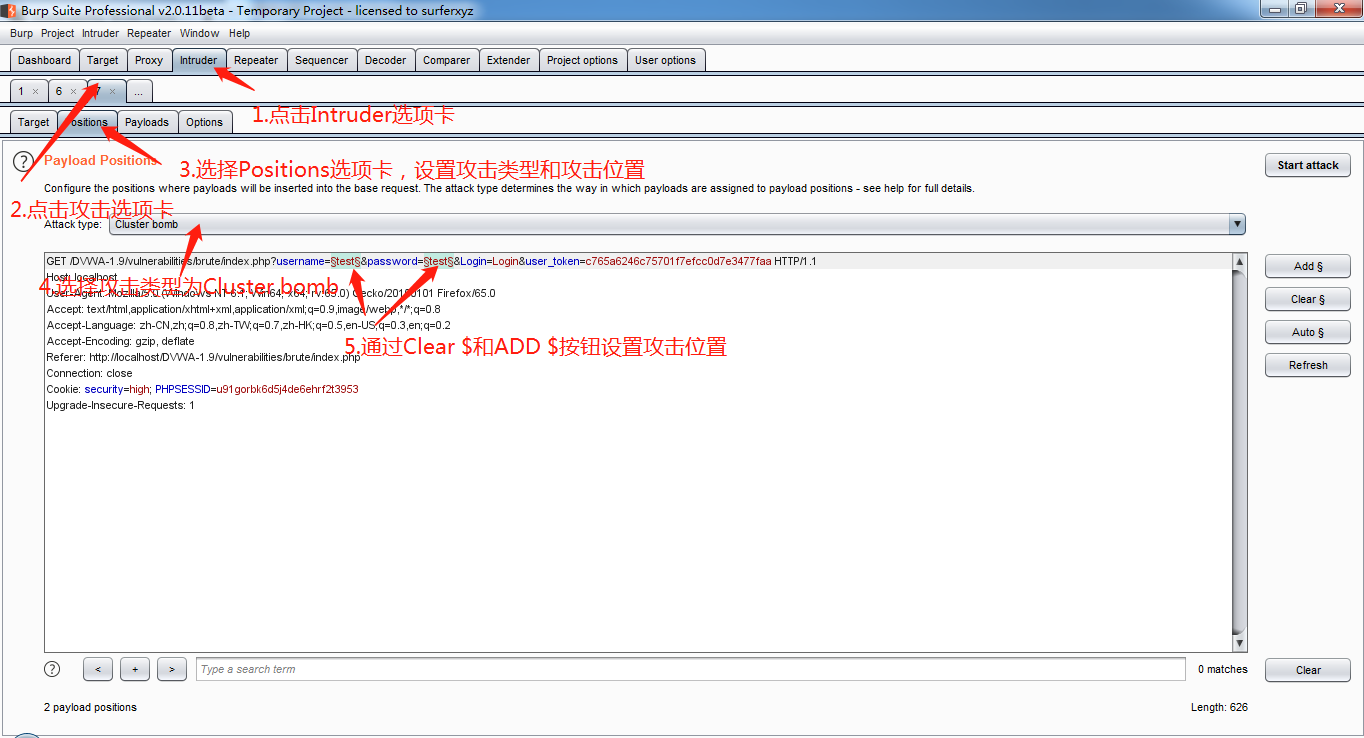 Burp Suite Professional v2.0.11beta - Temporary Project - licensed to surferxyz
Burp Project Intruder Repeater Window Help
Dashboard Target Proxy Intruder Repeater Sequencer Decoder Comparer Extender Project options User options
1 × 6 × 7 × ...
1.点击Intruder选项卡
Target Positions Payloads Options
? Payload Positions
3.选择Positions选项卡，设置攻击类型和攻击位置
Start attack
Configure the positions where payloads will be inserted into the base request. The attack type determines the way in which payloads are assigned to payload positions - see help for full details.
2.点击攻击选项卡
Attack type: Cluster bomb
GET /DVWA-1.9/vulnerabilities/brute/index.php?username=§test§&password=§test§&Login=Login&user_token=c765a6246c75701f7efcc0d7e3477faa HTTP/1.1
Add §
Host: localhost
4.选择攻击类型为Cluster bomb
User-Agent: Mozilla/5.0 (Windows NT 6.1; Win64; x64; rv:65.0) Gecko/20100101 Firefox/65.0
Clear §
Accept: text/html,application/xhtml+xml,application/xml;q=0.9,image/webp,*/*;q=0.8
Accept-Language: zh-CN,zh;q=0.8,zh-TW;q=0.7,zh-HK;q=0.5,en-US;q=0.3,en;q=0.2
Auto §
Accept-Encoding: gzip, deflate
5.通过Clear $和ADD $按钮设置攻击位置
Referer: http://localhost/DVWA-1.9/vulnerabilities/brute/index.php
Refresh
Connection: close
Cookie: security=high; PHPSESSID=u91gorbk6d5j4de6ehrf2t3953
Upgrade-Insecure-Requests: 1
? < + > Type a search term 0 matches Clear
2 payload positions Length: 626